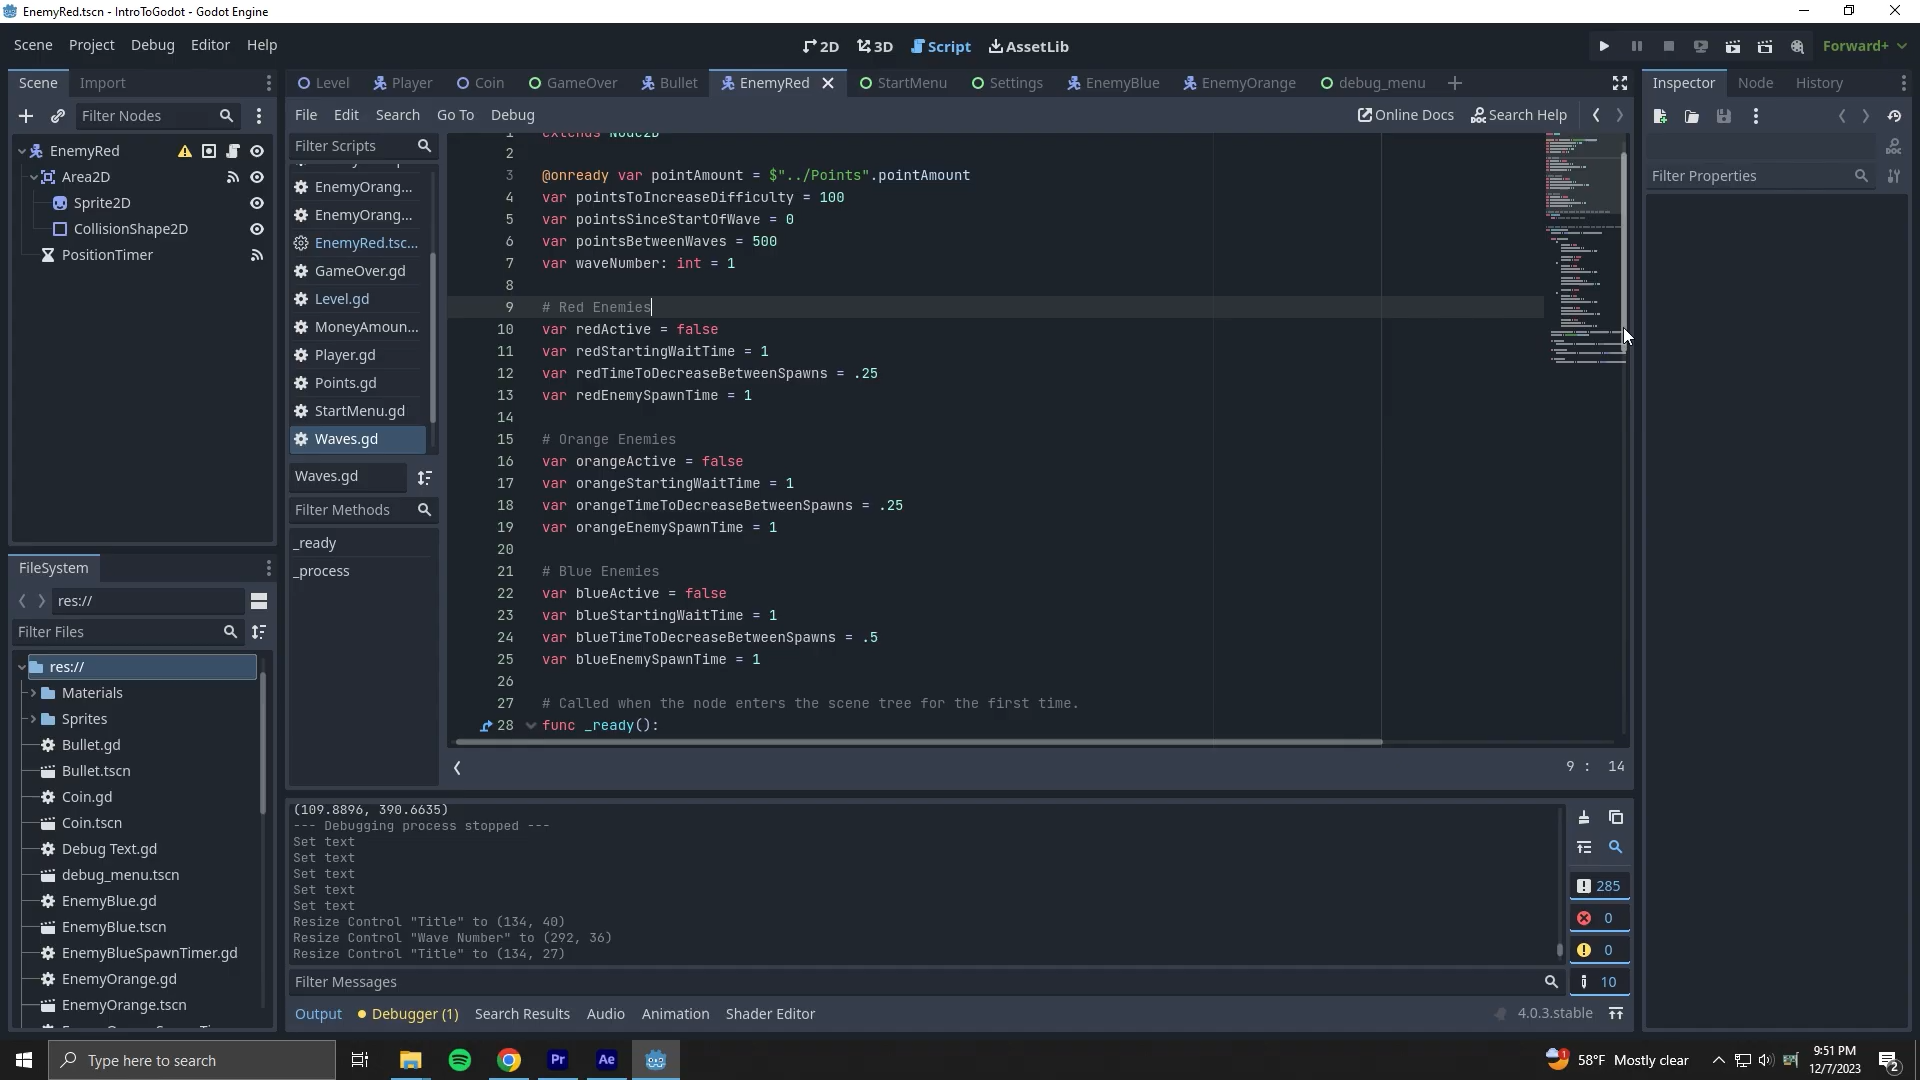 EnemyRed.tscn - IntroToGodot - Godot Engine
Scene Project Debug Editor Help
2D 3D Script AssetLib
Forward+
Scene Import
Level Player Coin GameOver Bullet EnemyRed StartMenu Settings EnemyBlue EnemyOrange debug_menu
Inspector Node History
Filter Nodes
File Edit Search Go To Debug
Online Docs Search Help
EnemyRed
Area2D
Sprite2D
CollisionShape2D
PositionTimer
Filter Scripts
EnemyOrang...
EnemyOrang...
EnemyRed.tsc...
GameOver.gd
Level.gd
MoneyAmoun...
Player.gd
Points.gd
StartMenu.gd
Waves.gd
Waves.gd
Filter Methods
_ready
_process
1 extends Node2D
2
3 @onready var pointAmount = $"../Points".pointAmount
4 var pointsToIncreaseDifficulty = 100
5 var pointsSinceStartOfWave = 0
6 var pointsBetweenWaves = 500
7 var waveNumber: int = 1
8
9 # Red Enemies
10 var redActive = false
11 var redStartingWaitTime = 1
12 var redTimeToDecreaseBetweenSpawns = .25
13 var redEnemySpawnTime = 1
14
15 # Orange Enemies
16 var orangeActive = false
17 var orangeStartingWaitTime = 1
18 var orangeTimeToDecreaseBetweenSpawns = .25
19 var orangeEnemySpawnTime = 1
20
21 # Blue Enemies
22 var blueActive = false
23 var blueStartingWaitTime = 1
24 var blueTimeToDecreaseBetweenSpawns = .5
25 var blueEnemySpawnTime = 1
26
27 # Called when the node enters the scene tree for the first time.
28 func _ready():
9 : 14
Filter Properties
FileSystem
res://
Filter Files
res://
Materials
Sprites
Bullet.gd
Bullet.tscn
Coin.gd
Coin.tscn
Debug Text.gd
debug_menu.tscn
EnemyBlue.gd
EnemyBlue.tscn
EnemyBlueSpawnTimer.gd
EnemyOrange.gd
EnemyOrange.tscn
(109.8896, 390.6635)
--- Debugging process stopped ---
Set text
Set text
Set text
Set text
Set text
Resize Control "Title" to (134, 40)
Resize Control "Wave Number" to (292, 36)
Resize Control "Title" to (134, 27)
285
0
0
10
Filter Messages
Output Debugger (1) Search Results Audio Animation Shader Editor
4.0.3.stable
Type here to search
Pr
Ae
1
58°F Mostly clear
9:51 PM
12/7/2023
2